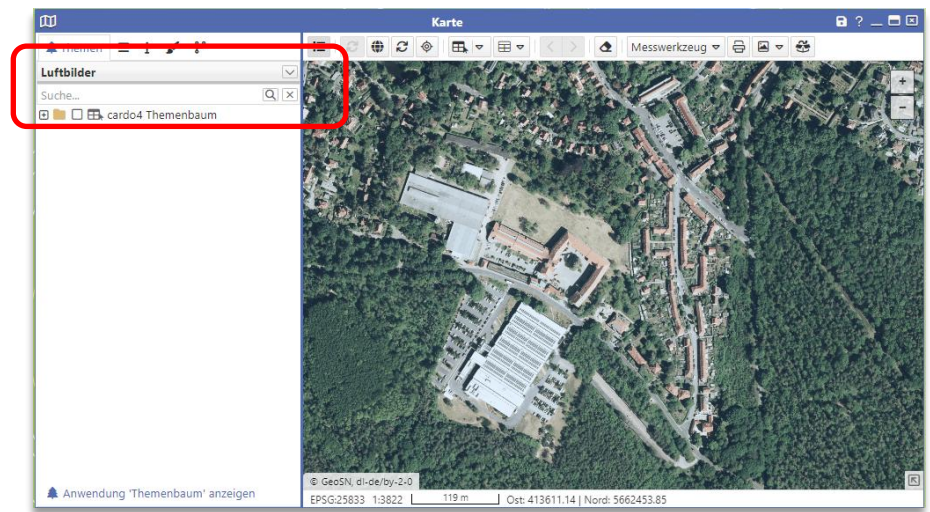 Karte
Themen
Messwerkzeug
Luftbilder
Suche...
cardo4 Themenbaum
© GeoSN, dl-de/by-2-0
Anwendung 'Themenbaum' anzeigen
EPSG:25833 1:3822 119 m Ost: 413611.14 | Nord: 5662453.85